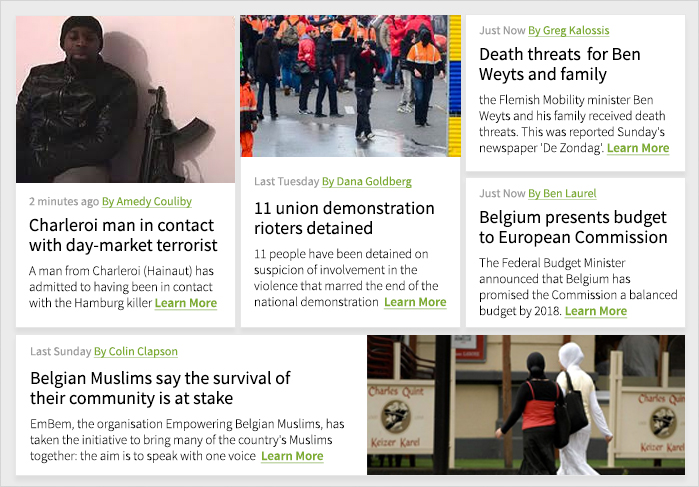 2 minutes ago By Amedy Couliby
Charleroi man in contact
with day-market terrorist
A man from Charleroi (Hainaut) has
admitted to having been in contact
with the Hamburg killer Learn More
Last Tuesday By Dana Goldberg
11 union demonstration
rioters detained
11 people have been detained on
suspicion of involvement in the
violence that marred the end of the
national demonstration Learn More
Just Now By Greg Kalossis
Death threats for Ben
Weyts and family
the Flemish Mobility minister Ben
Weyts and his family received death
threats. This was reported Sunday's
newspaper 'De Zondag'. Learn More
Just Now By Ben Laurel
Belgium presents budget
to European Commission
The Federal Budget Minister
announced that Belgium has
promised the Commission a balanced
budget by 2018. Learn More
Last Sunday By Colin Clapson
Belgian Muslims say the survival of
their community is at stake
EmBem, the organisation Empowering Belgian Muslims, has
taken the initiative to bring many of the country's Muslims
together: the aim is to speak with one voice Learn More
Charles Quint
Keizer Karel
Charles Quint
Keizer Karel